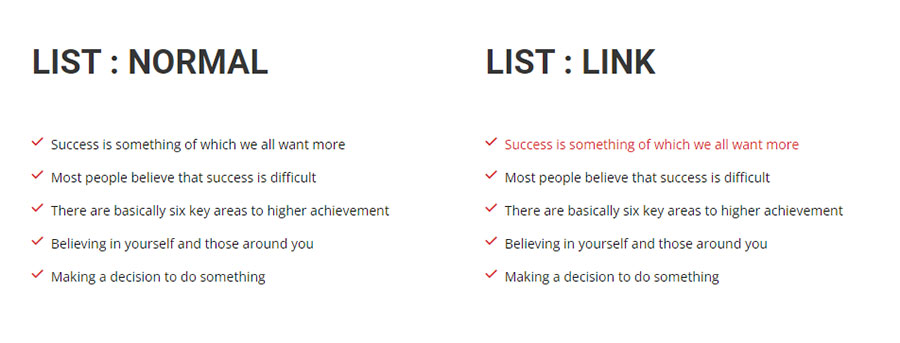 LIST : NORMAL
Success is something of which we all want more
Most people believe that success is difficult
There are basically six key areas to higher achievement
Believing in yourself and those around you
Making a decision to do something
LIST : LINK
Success is something of which we all want more
Most people believe that success is difficult
There are basically six key areas to higher achievement
Believing in yourself and those around you
Making a decision to do something